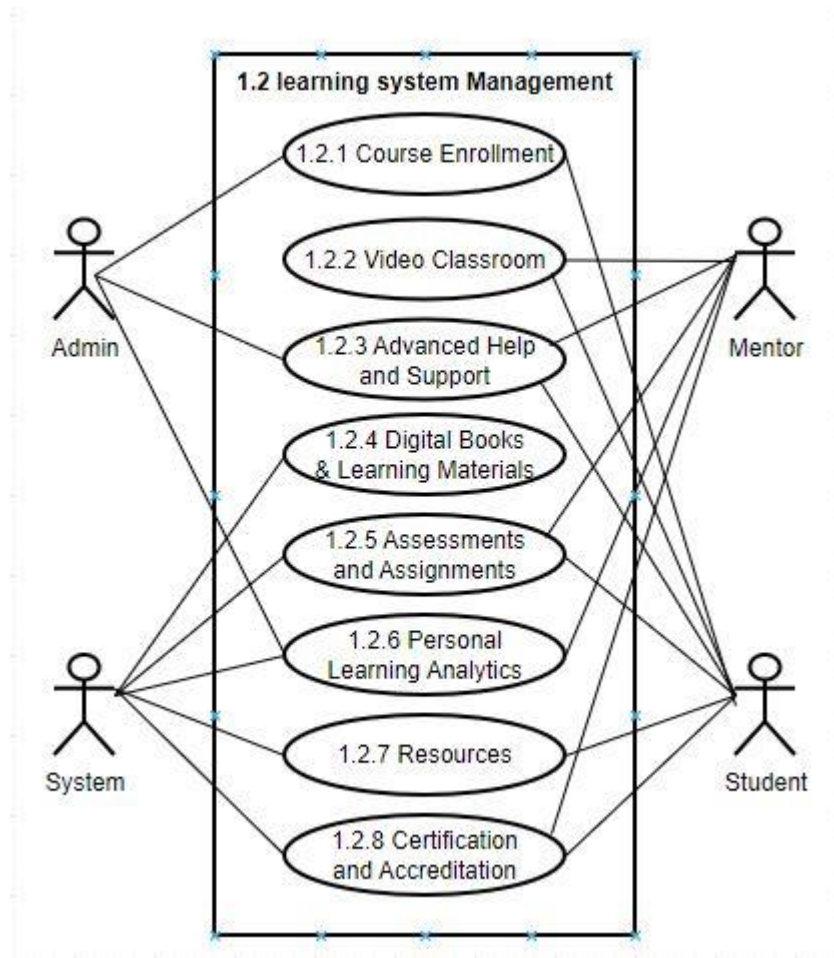 1.2 learning system Management
1.2.1 Course Enrollment
1.2.2 Video Classroom
1.2.3 Advanced Help
and Support
Admin
Mentor
1.2.4 Digital Books
& Learning Materials
1.2.5 Assessments
and Assignments
1.2.6 Personal
Learning Analytics
1.2.7 Resources
System
Student
1.2.8 Certification
and Accreditation